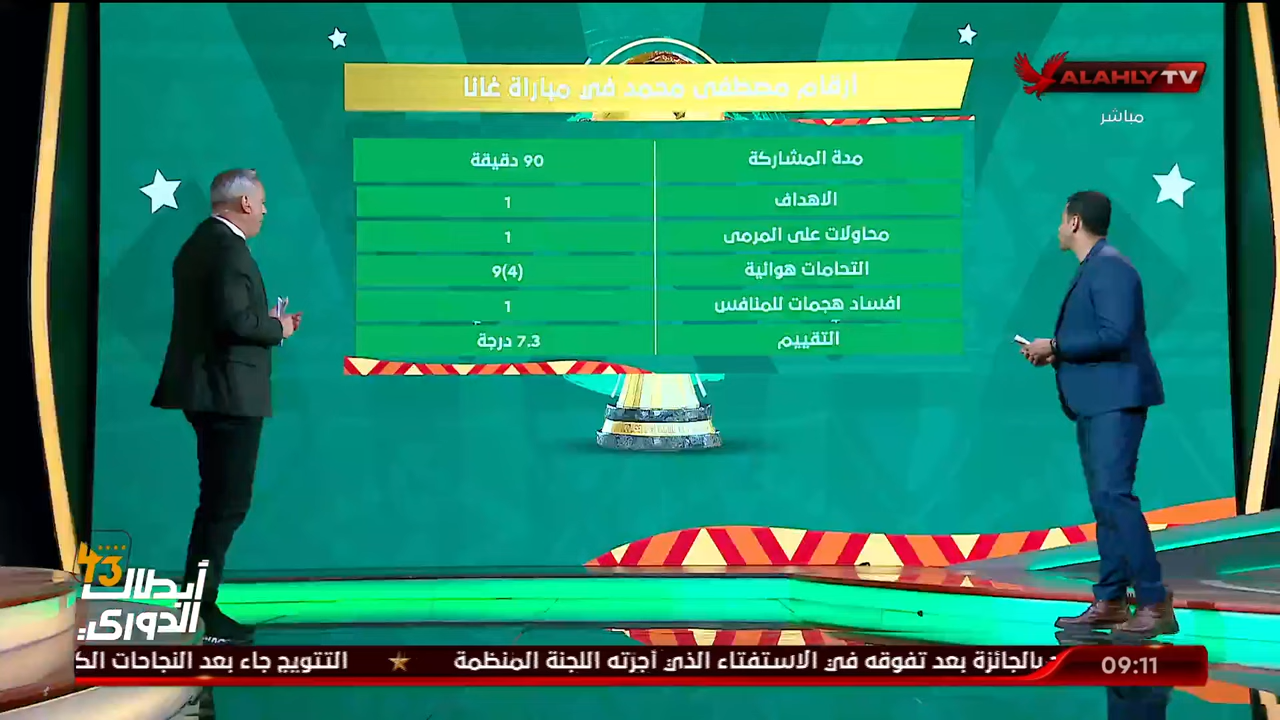 ALAHLY TV
مباشر
أرقام مصطفى محمد في مباراة غانا
مدة المشاركة 90 دقيقة
الاهداف 1
محاولات على المرمى 1
التحامات هوائية 9(4)
افساد هجمات للمنافس 1
التقييم 7.3 درجة
43
أبطال
الدوري
بالجائزة بعد تفوقه في الاستفتاء الذي أجرته اللجنة المنظمة ★ التتويج جاء بعد النجاحات
09:11